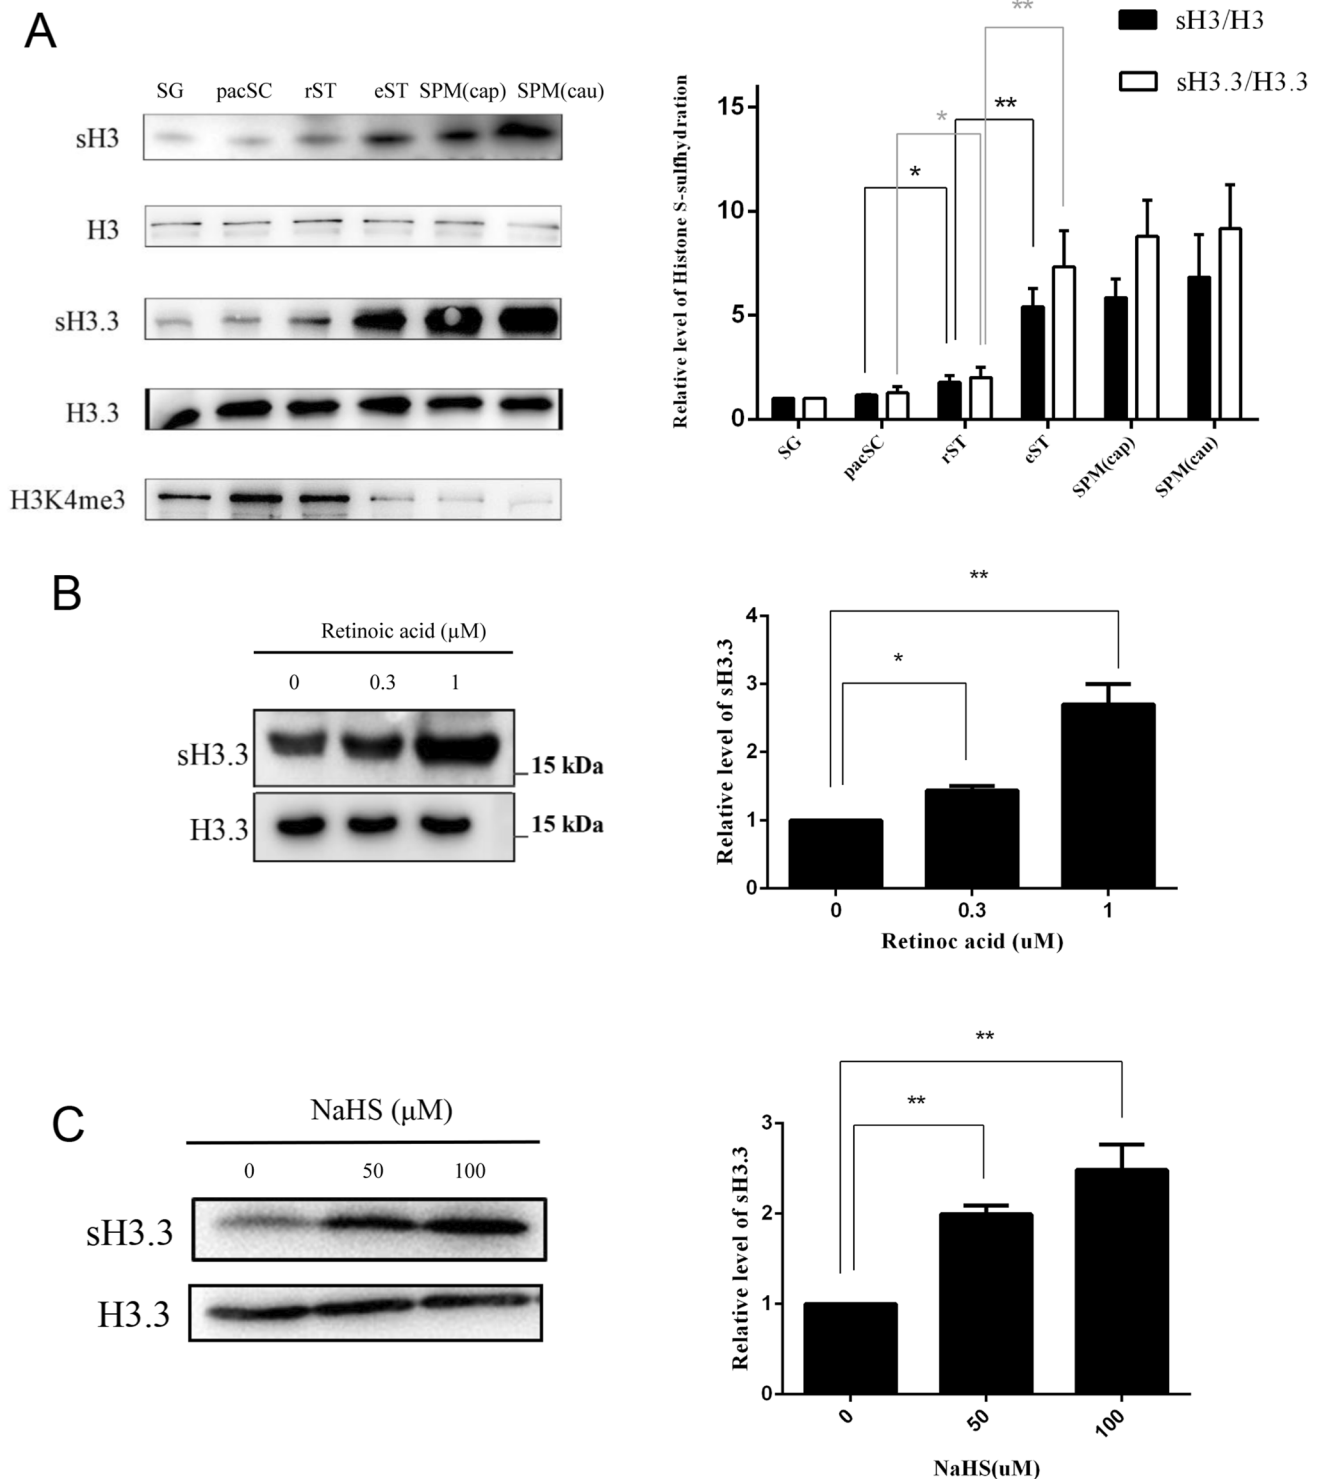 A
SG pacSC rST eST SPM(cap) SPM(cau)
sH3
H3
sH3.3
H3.3
H3K4me3
sH3/H3
sH3.3/H3.3
Relative level of Histone S-sulfhydration
15
10
5
0
**
*
**
*
SG pacSC rST eST SPM(cap) SPM(cau)
B
Retinoic acid (µM)
0 0.3 1
sH3.3
15 kDa
H3.3
15 kDa
**
*
Relative level of sH3.3
4
3
2
1
0
0 0.3 1
Retinoc acid (uM)
C
NaHS (µM)
0 50 100
sH3.3
H3.3
**
**
Relative level of sH3.3
3
2
1
0
0 50 100
NaHS(uM)